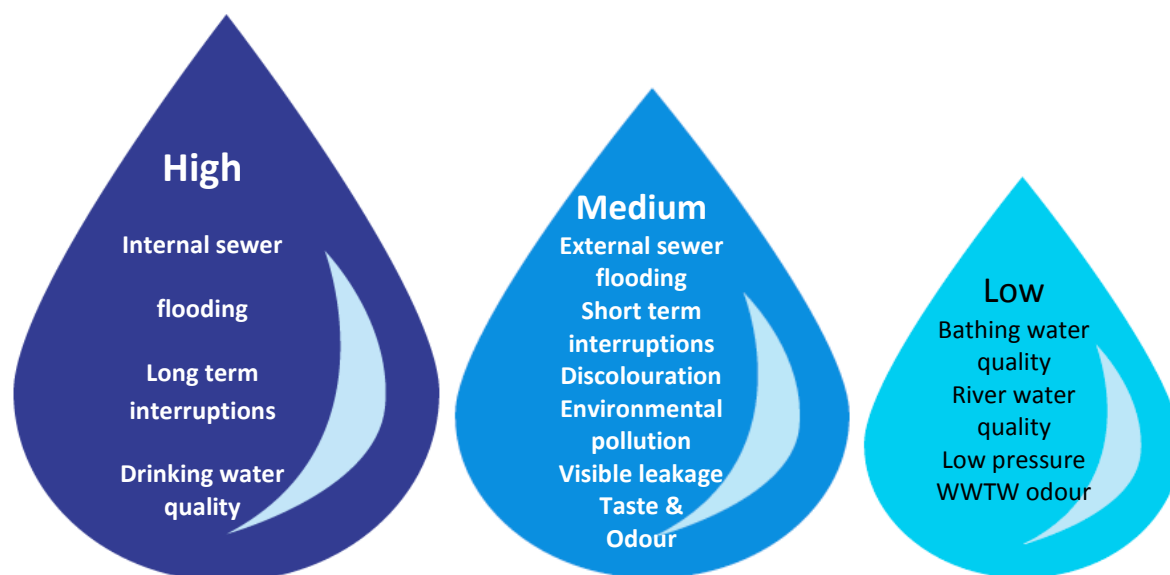 High
Internal sewer
flooding
Long term
interruptions
Drinking water
quality
Medium
External sewer
flooding
Short term
interruptions
Discolouration
Environmental
pollution
Visible leakage
Taste &
Odour
Low
Bathing water
quality
River water
quality
Low pressure
WWTW odour